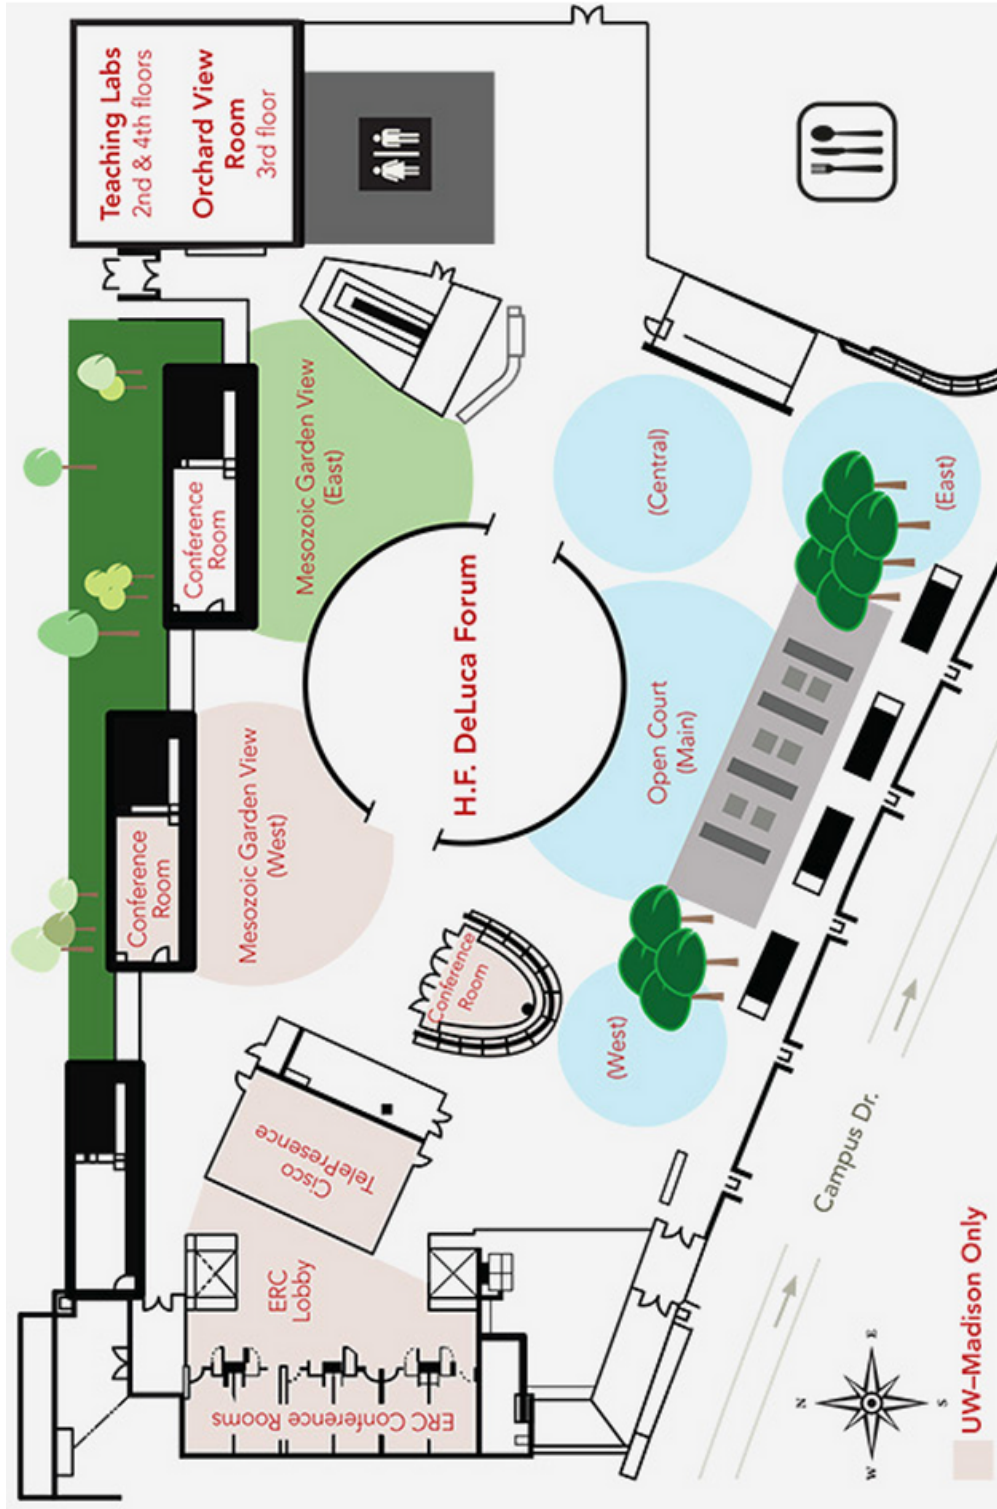 Teaching Labs
2nd & 4th floors
Orchard View
Room
3rd floor
Conference
Room
Mesozoic Garden View
(East)
(Central)
(East)
H.F. DeLuca Forum
Open Court
(Main)
Conference
Room
Mesozoic Garden View
(West)
Conference
Room
(West)
Cisco
TelePresence
ERC
Lobby
ERC Conference Rooms
Campus Dr.
N
E
S
W
UW–Madison Only